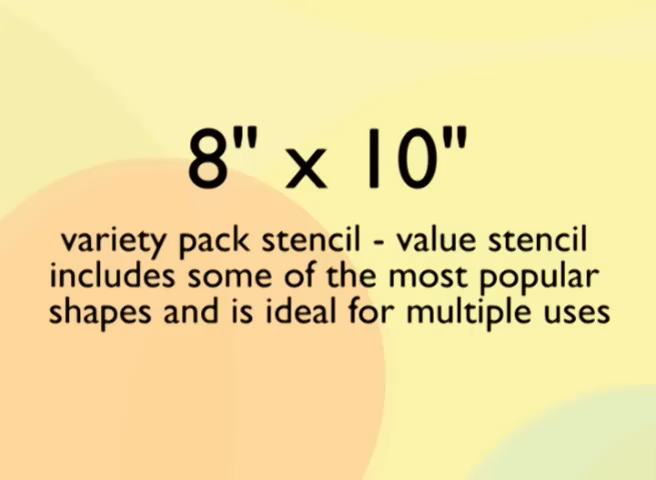 8" x 10"
variety pack stencil - value stencil
includes some of the most popular
shapes and is ideal for multiple uses